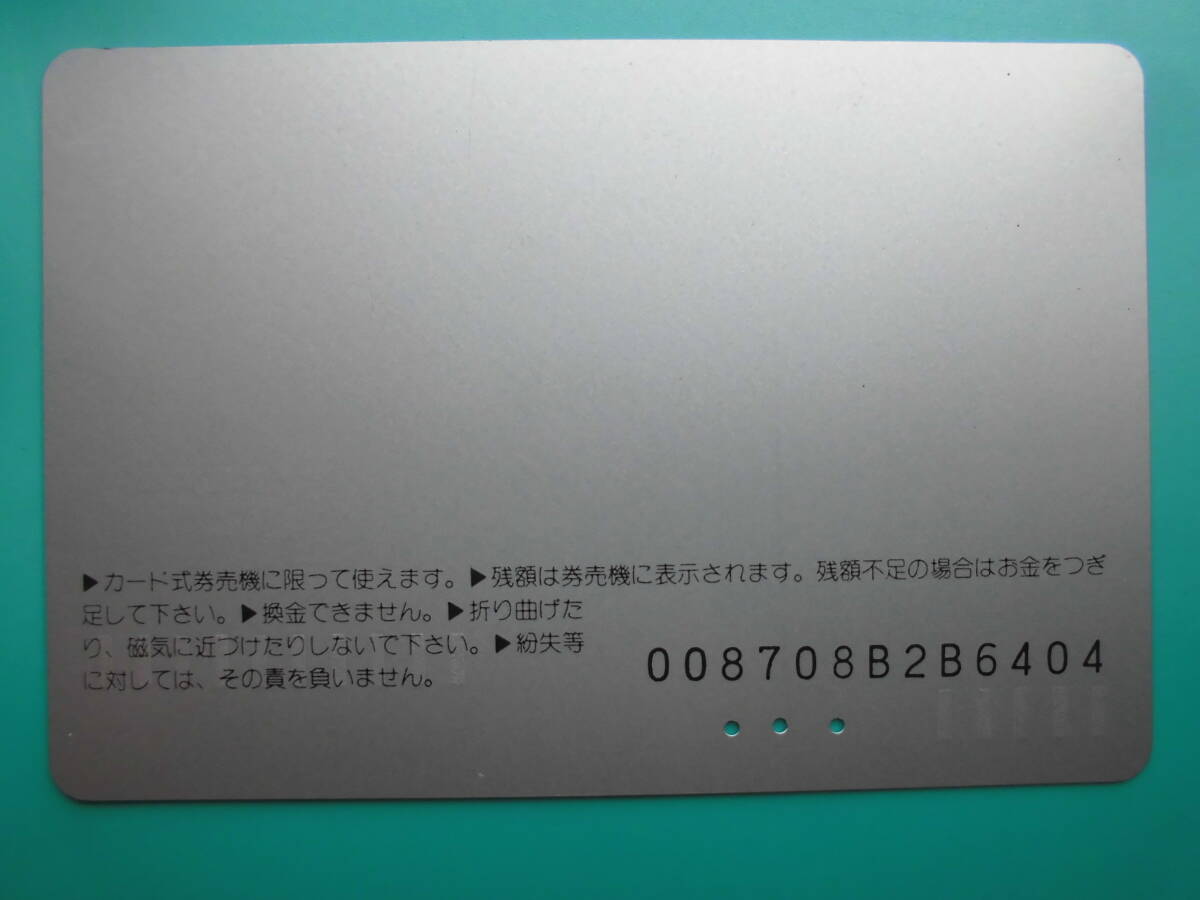 ▶カード式券売機に限って使えます。▶残額は券売機に表示されます。残額不足の場合はお金をつぎ
足して下さい。▶換金できません。▶折り曲げた
り、磁気に近づけたりしないで下さい。▶紛失等
に対しては、その責を負いません。
008708B2B6404